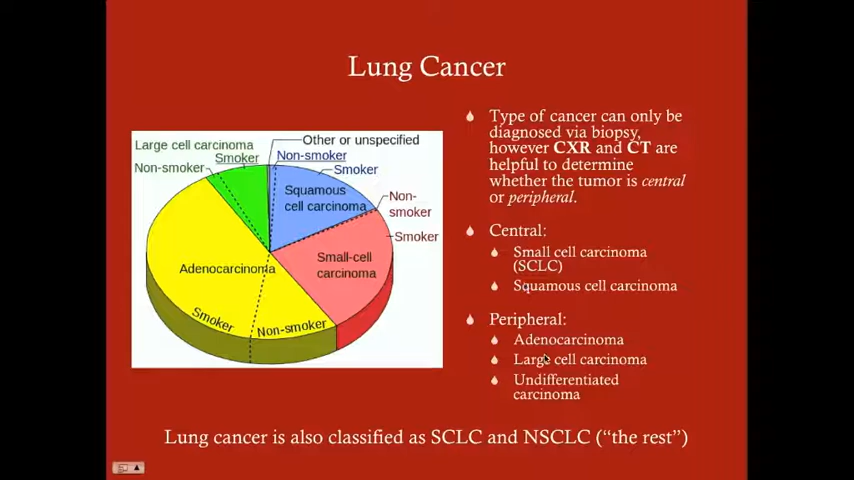 Lung Cancer
Large cell carcinoma
Other or unspecified
Smoker
Non-smoker
Non-smoker
Smoker
Squamous
cell carcinoma
Non-
smoker
Smoker
Small-cell
carcinoma
Adenocarcinoma
Smoker
Non-smoker
Type of cancer can only be
diagnosed via biopsy,
however CXR and CT are
helpful to determine
whether the tumor is central
or peripheral.
Central:
Small cell carcinoma
(SCLC)
Squamous cell carcinoma
Peripheral:
Adenocarcinoma
Large cell carcinoma
Undifferentiated
carcinoma
Lung cancer is also classified as SCLC and NSCLC (“the rest”)